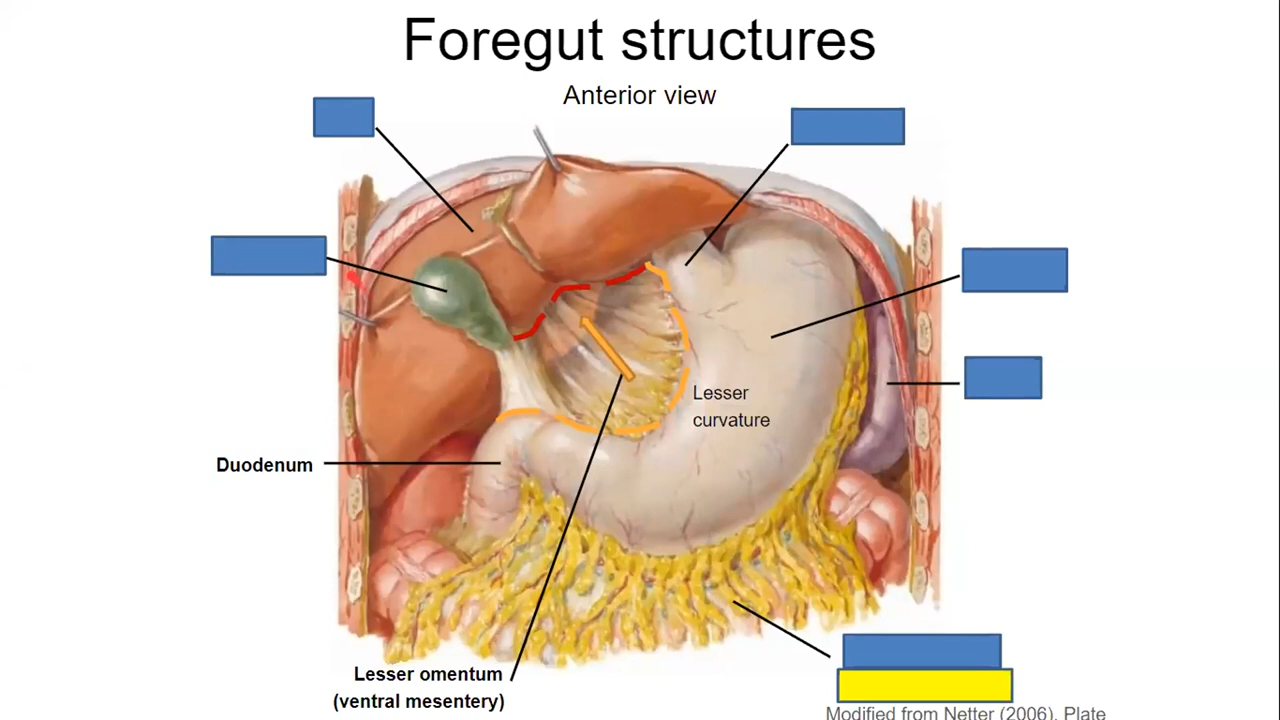 Foregut structures
Anterior view
Lesser
curvature
Duodenum
Lesser omentum
(ventral mesentery)
Modified from Netter (2006). Plate